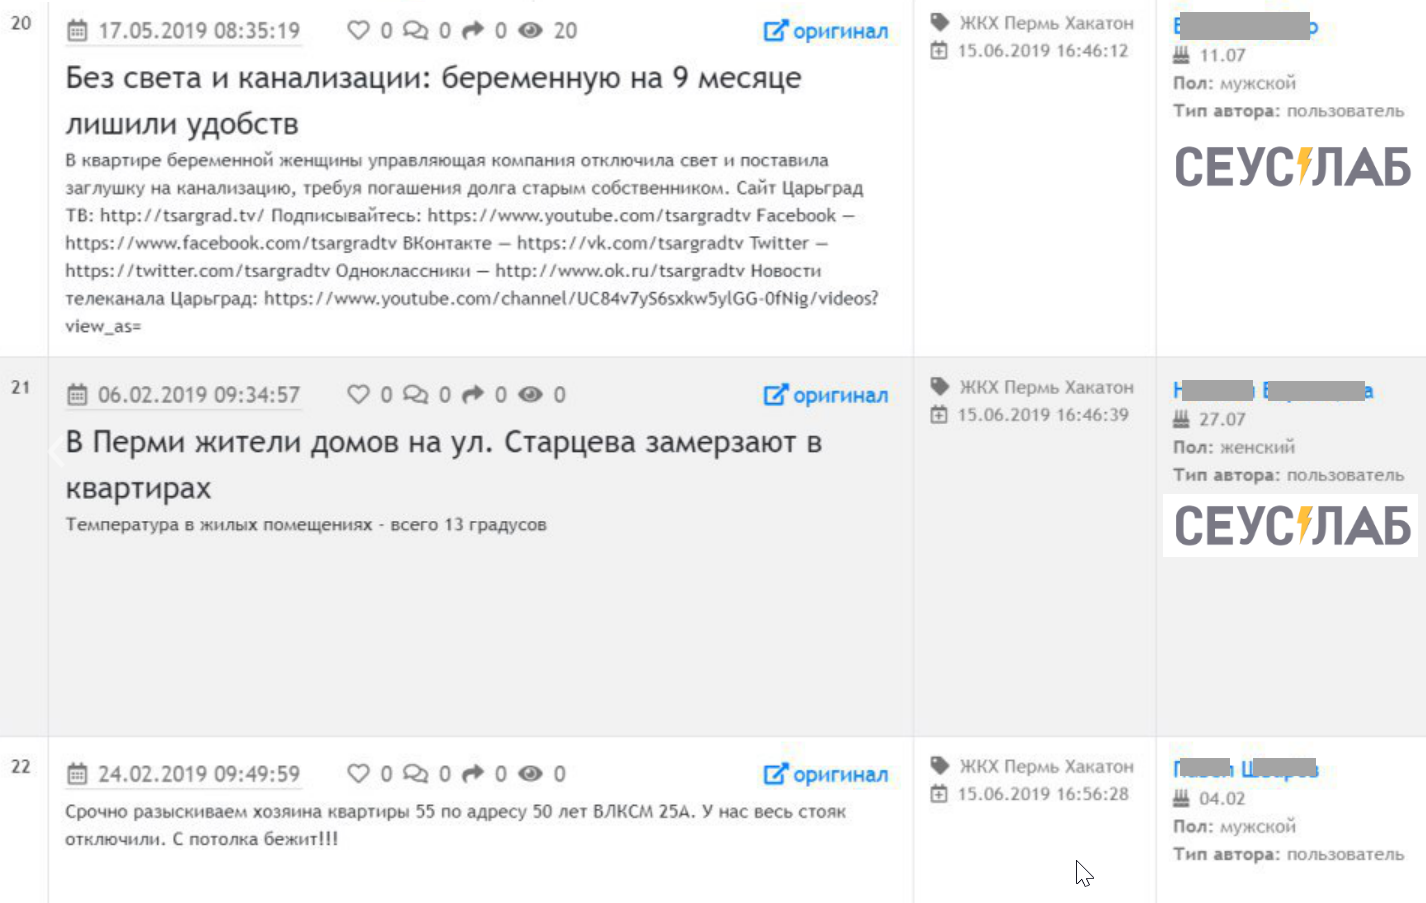 20
17.05.2019 08:35:19 0 0 0 20 оригинал
Без света и канализации: беременную на 9 месяце
лишили удобств
В квартире беременной женщины управляющая компания отключила свет и поставила
заглушку на канализацию, требуя погашения долга старым собственником. Сайт Царьград
ТВ: http://tsargrad.tv/ Подписывайтесь: https://www.youtube.com/tsargradtv Facebook —
https://www.facebook.com/tsargradtv ВКонтакте — https://vk.com/tsargradtv Twitter —
https://twitter.com/tsargradtv Одноклассники — http://www.ok.ru/tsargradtv Новости
телеканала Царьград: https://www.youtube.com/channel/UC84v7yS6sxkw5ylGG-0fNig/videos?
view_as=
ЖКХ Пермь Хакатон
15.06.2019 16:46:12
11.07
Пол: мужской
Тип автора: пользователь
СЕУСЛАБ
21
06.02.2019 09:34:57 0 0 0 0 оригинал
В Перми жители домов на ул. Старцева замерзают в
квартирах
Температура в жилых помещениях - всего 13 градусов
ЖКХ Пермь Хакатон
15.06.2019 16:46:39
27.07
Пол: женский
Тип автора: пользователь
СЕУСЛАБ
22
24.02.2019 09:49:59 0 0 0 0 оригинал
Срочно разыскиваем хозяина квартиры 55 по адресу 50 лет ВЛКСМ 25А. У нас весь стояк
отключили. С потолка бежит!!!
ЖКХ Пермь Хакатон
15.06.2019 16:56:28
04.02
Пол: мужской
Тип автора: пользователь